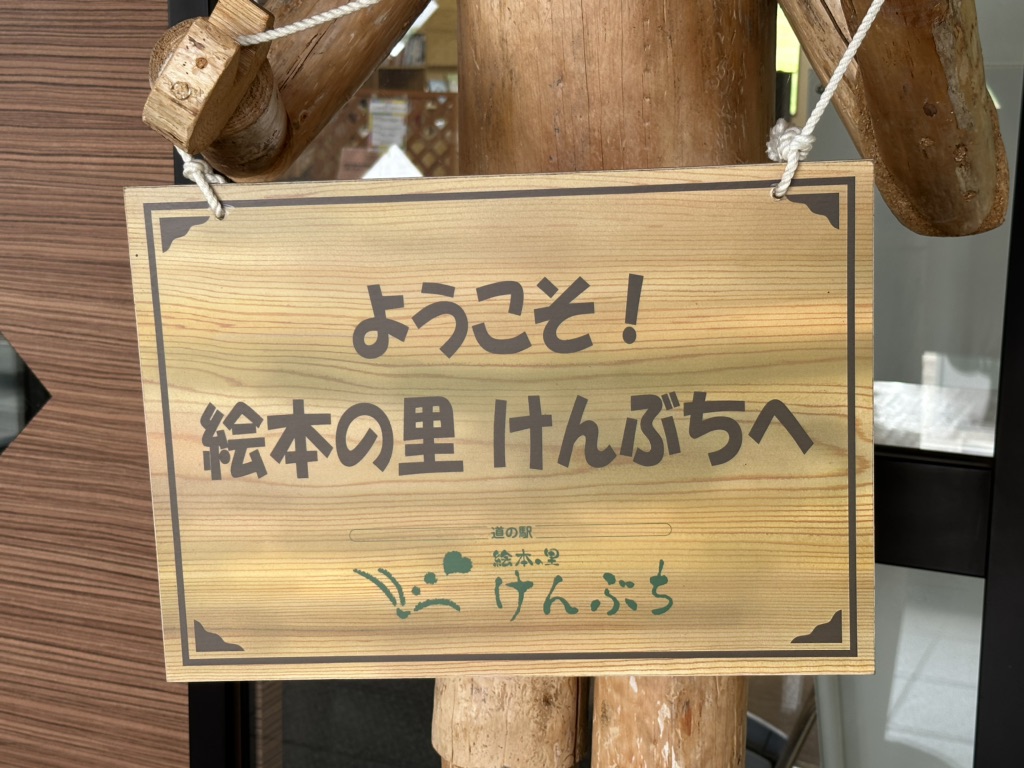 ようこそ！
絵本の里 けんぶちへ
道の駅
絵本の里
けんぶち